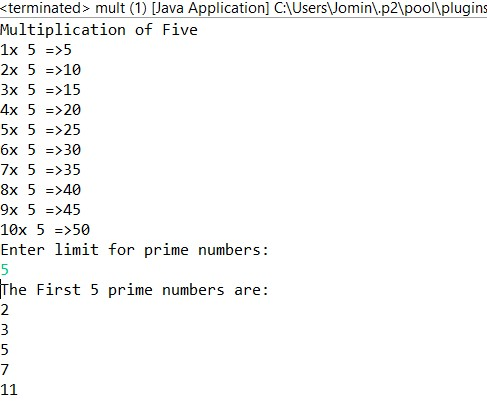 <terminated> mult (1) [Java Application] C:\Users\Jomin\.p2\pool\plugins
Multiplication of Five
1x 5 =>5
2x 5 =>10
3x 5 =>15
4x 5 =>20
5x 5 =>25
6x 5 =>30
7x 5 =>35
8x 5 =>40
9x 5 =>45
10x 5 =>50
Enter limit for prime numbers:
5
The First 5 prime numbers are:
2
3
5
7
11